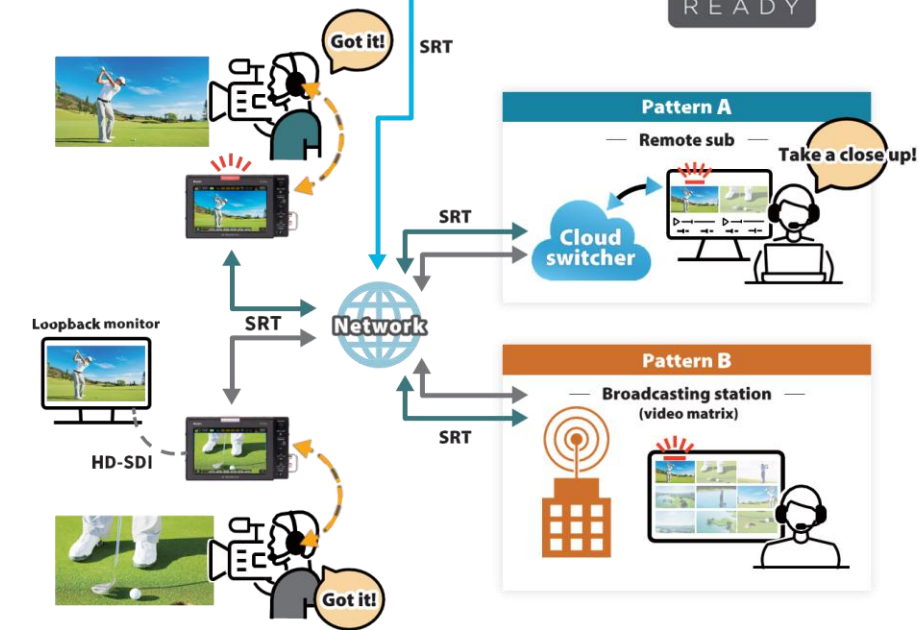 READY
Got it!
SRT
Pattern A
Remote sub
Take a close up!
SRT
Cloud
switcher
Loopback monitor
SRT
Network
Pattern B
Broadcasting station
(video matrix)
SRT
HD-SDI
Got it!